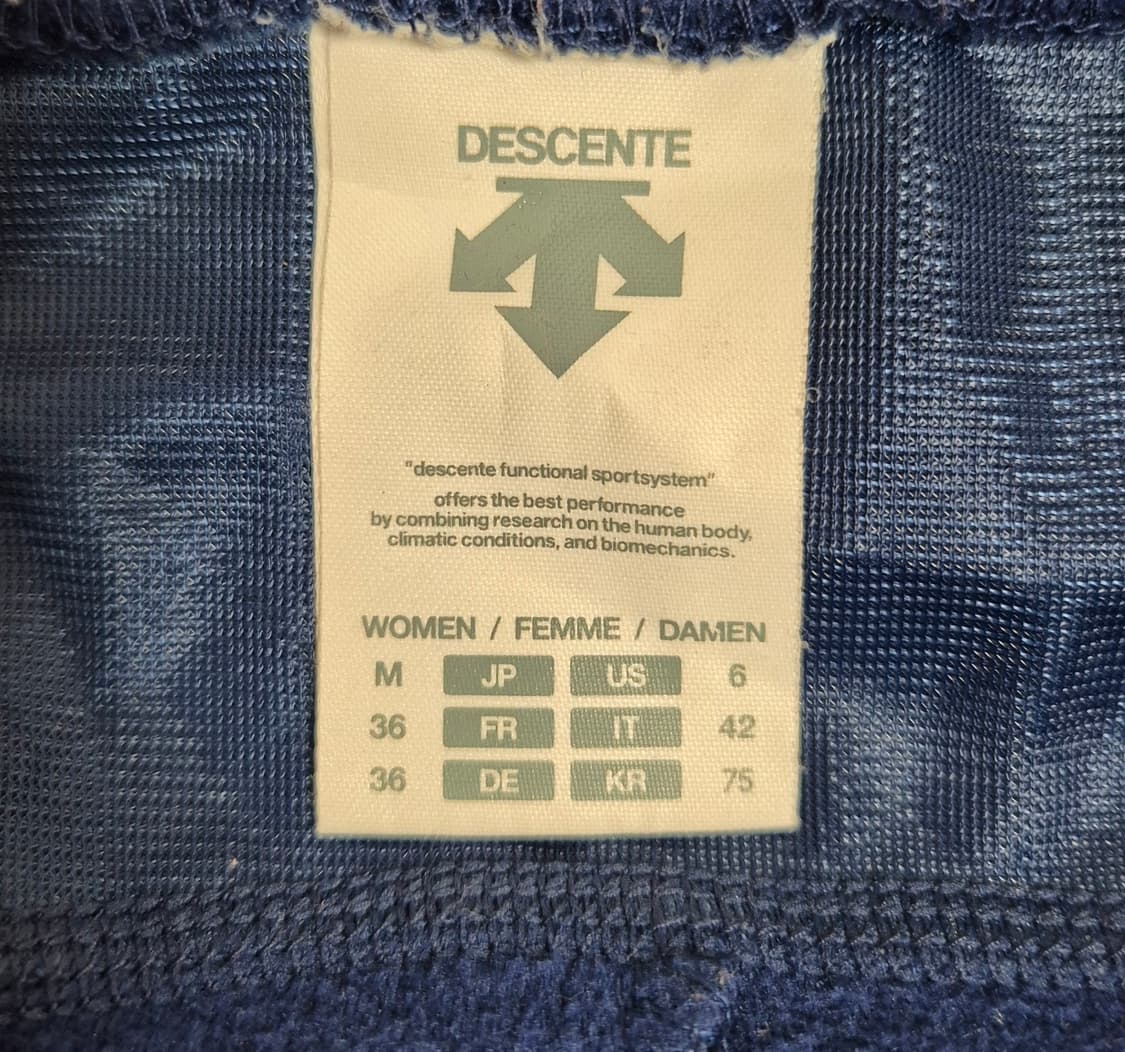 DESCENTE
"descente functional sportsystem"
offers the best performance
by combining research on the human body,
climatic conditions, and biomechanics.
WOMEN / FEMME / DAMEN
M JP US 6
36 FR IT 42
36 DE KR 75